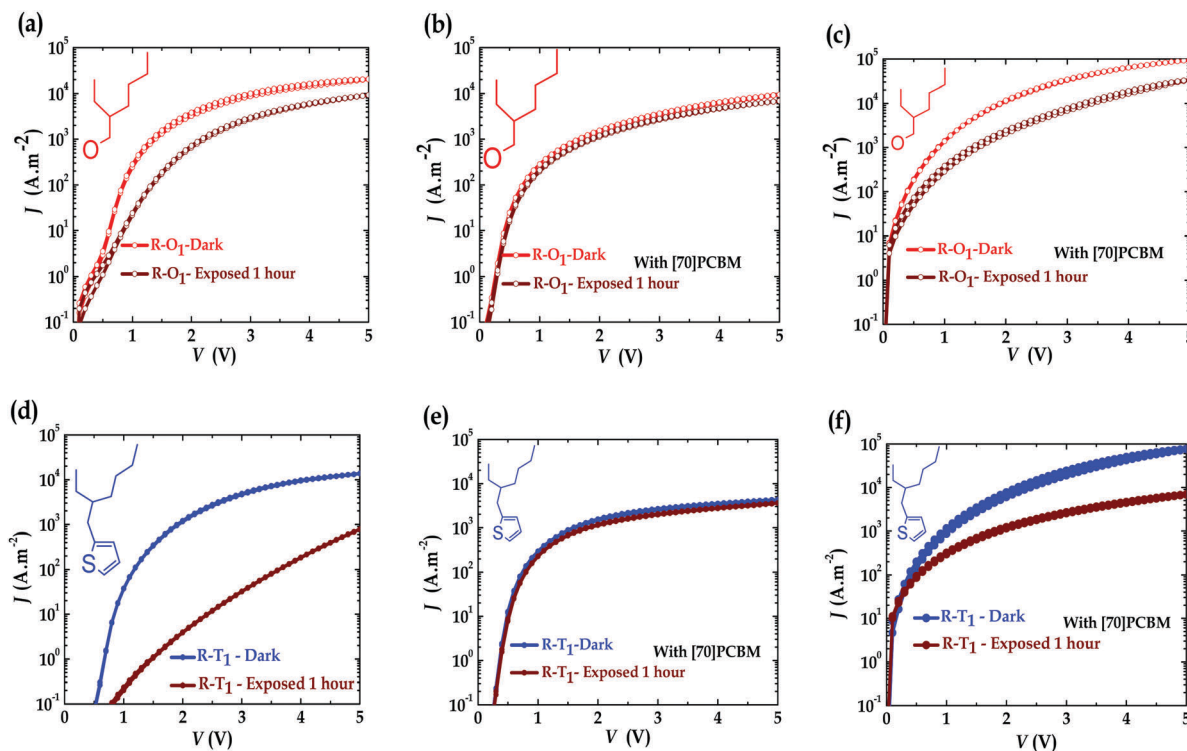 (a)
10^5
10^4
10^3
10^2
10^1
10^0
10^-1
J (A.m^-2)
O
R-O1-Dark
R-O1- Exposed 1 hour
0 1 2 3 4 5
V (V)
(b)
10^5
10^4
10^3
10^2
10^1
10^0
10^-1
J (A.m^-2)
O
R-O1-Dark
With [70]PCBM
R-O1- Exposed 1 hour
0 1 2 3 4 5
V (V)
(c)
10^5
10^4
10^3
10^2
10^1
10^0
10^-1
J (A.m^-2)
O
R-O1-Dark
With [70]PCBM
R-O1- Exposed 1 hour
0 1 2 3 4 5
V (V)
(d)
10^5
10^4
10^3
10^2
10^1
10^0
10^-1
J (A.m^-2)
S
R-T1 - Dark
R-T1 - Exposed 1 hour
0 1 2 3 4 5
V (V)
(e)
10^5
10^4
10^3
10^2
10^1
10^0
10^-1
J (A.m^-2)
S
R-T1-Dark
With [70]PCBM
R-T1- Exposed 1 hour
0 1 2 3 4 5
V (V)
(f)
10^5
10^4
10^3
10^2
10^1
10^0
10^-1
J (A.m^-2)
S
R-T1 - Dark
With [70]PCBM
R-T1 - Exposed 1 hour
0 1 2 3 4 5
V (V)